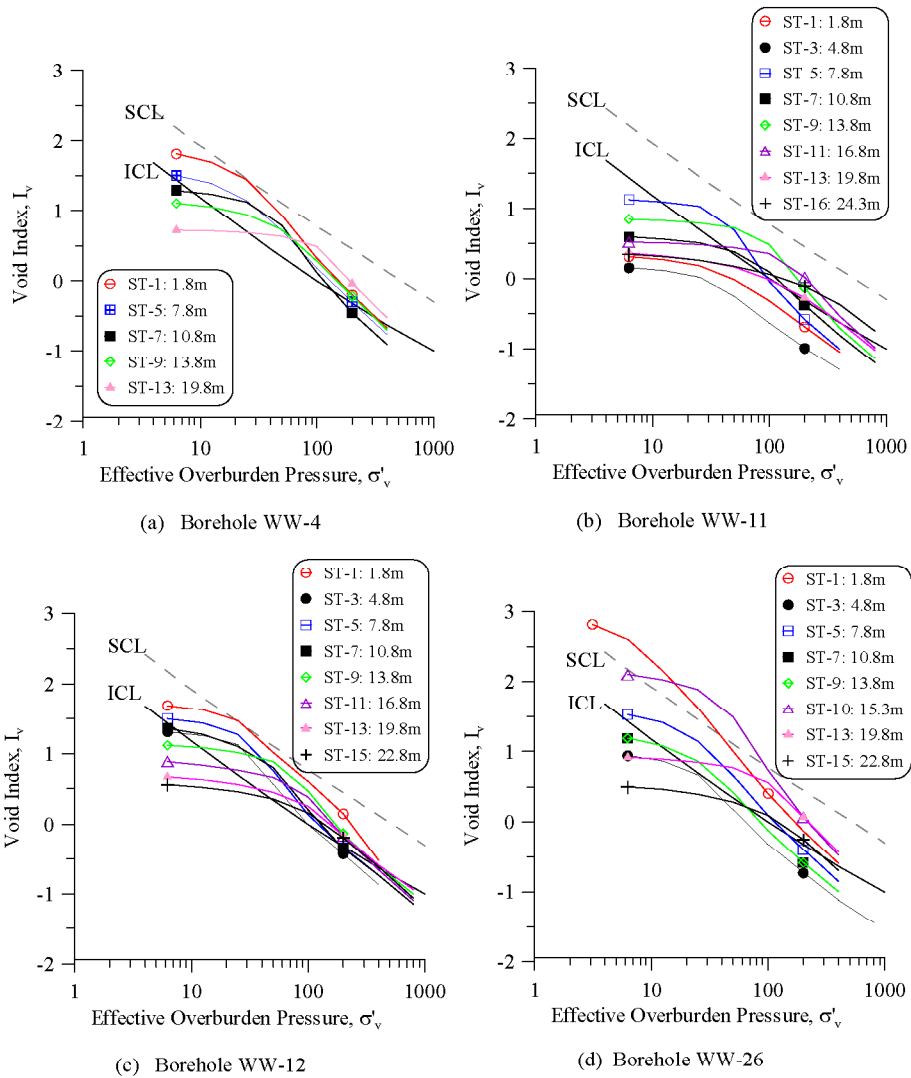 3
2
1
0
-1
-2
1
10
100
1000
SCL
ICL
Void Index, Iv
ST-1: 1.8m
ST-5: 7.8m
ST-7: 10.8m
ST-9: 13.8m
ST-13: 19.8m
Effective Overburden Pressure, σ'v
(a) Borehole WW-4
ST-1: 1.8m
ST-3: 4.8m
ST 5: 7.8m
ST-7: 10.8m
ST-9: 13.8m
ST-11: 16.8m
ST-13: 19.8m
ST-16: 24.3m
3
2
1
0
-1
-2
1
10
100
1000
SCL
ICL
Void Index, Iv
Effective Overburden Pressure, σ'v
(b) Borehole WW-11
ST-1: 1.8m
ST-3: 4.8m
ST-5: 7.8m
ST-7: 10.8m
ST-9: 13.8m
ST-11: 16.8m
ST-13: 19.8m
ST-15: 22.8m
3
2
1
0
-1
-2
1
10
100
1000
SCL
ICL
Void Index, Iv
Effective Overburden Pressure, σ'v
(c) Borehole WW-12
ST-1: 1.8m
ST-3: 4.8m
ST-5: 7.8m
ST-7: 10.8m
ST-9: 13.8m
ST-10: 15.3m
ST-13: 19.8m
ST-15: 22.8m
3
2
1
0
-1
-2
1
10
100
1000
SCL
ICL
Void Index, Iv
Effective Overburden Pressure, σ'v
(d) Borehole WW-26